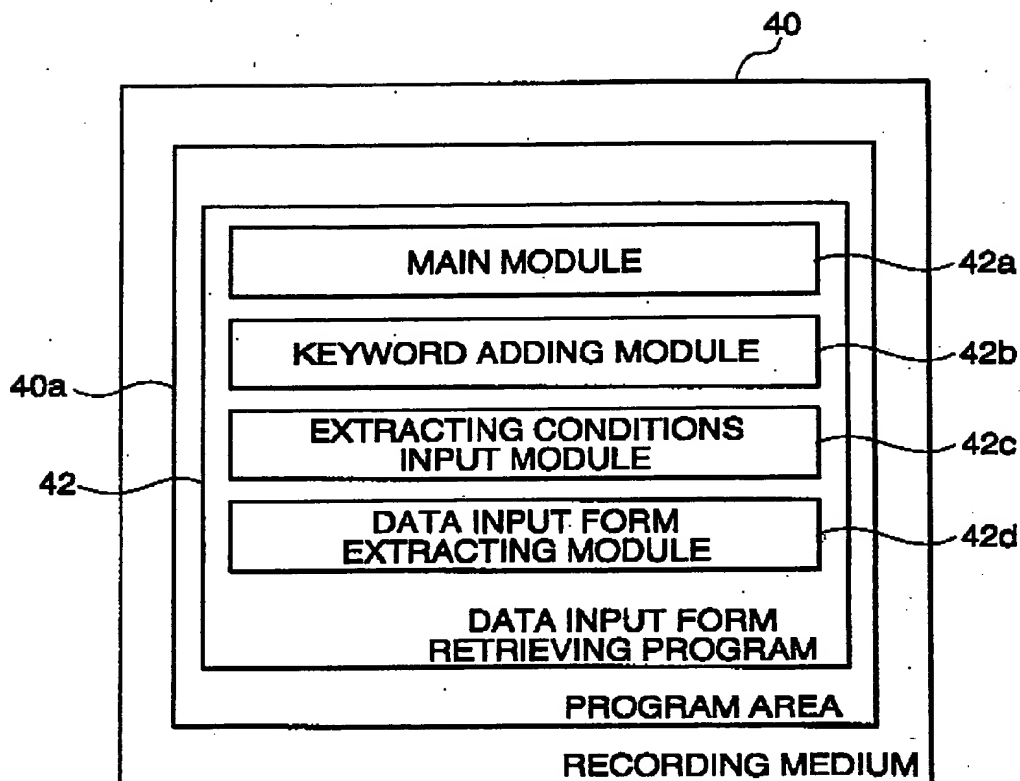 40
MAIN MODULE
42a
KEYWORD ADDING MODULE
42b
40a
EXTRACTING CONDITIONS
INPUT MODULE
42c
42
DATA INPUT FORM
EXTRACTING MODULE
42d
DATA INPUT FORM
RETRIEVING PROGRAM
PROGRAM AREA
RECORDING MEDIUM